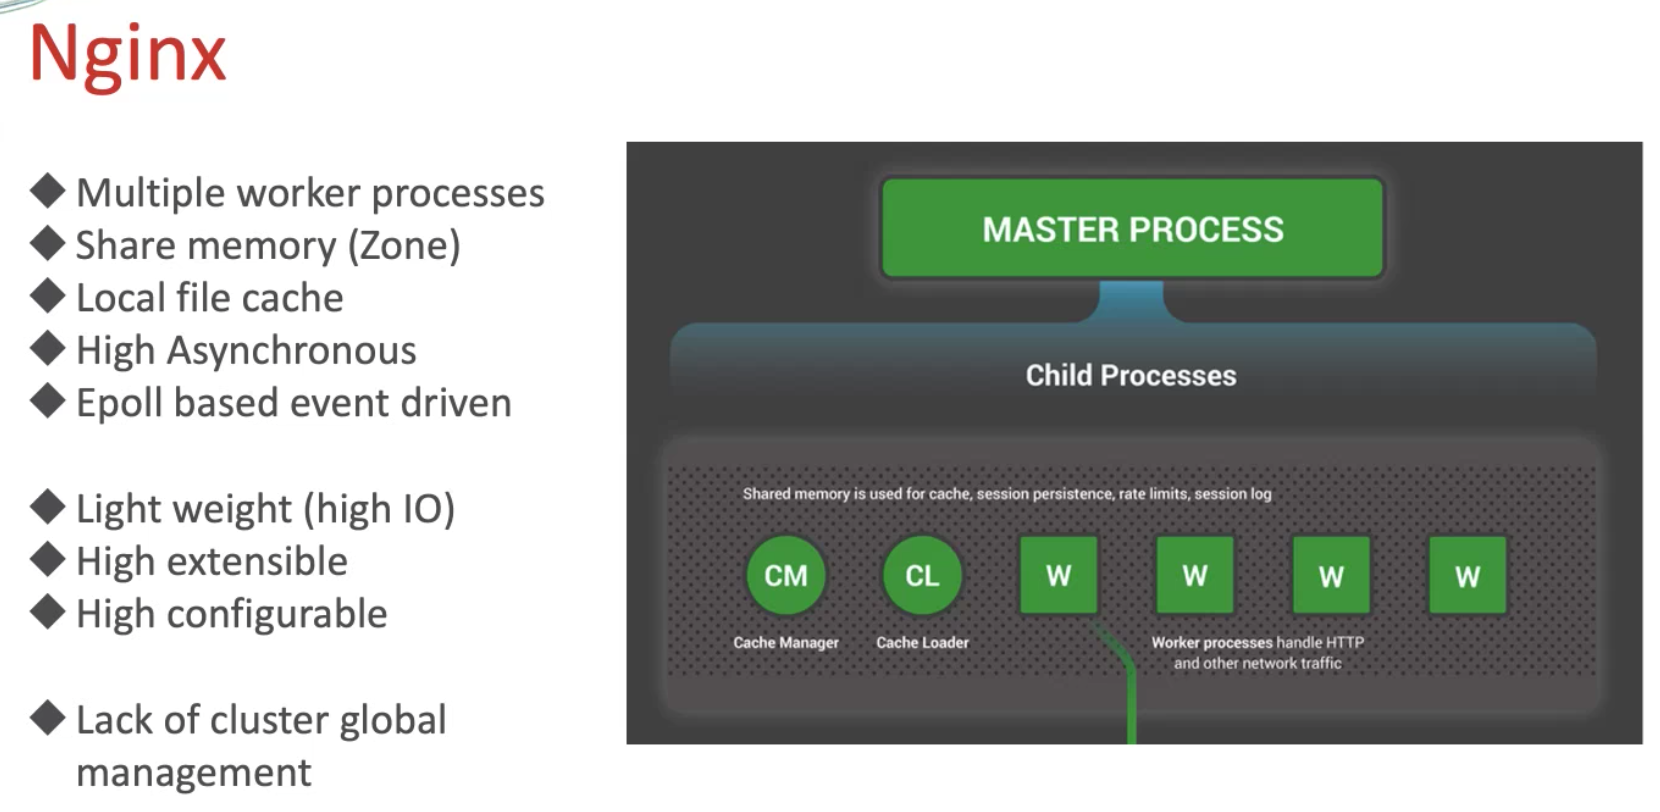 Nginx
◆ Multiple worker processes
◆ Share memory (Zone)
◆ Local file cache
◆ High Asynchronous
◆ Epoll based event driven
◆ Light weight (high IO)
◆ High extensible
◆ High configurable
◆ Lack of cluster global
management
MASTER PROCESS
Child Processes
Shared memory is used for cache, session persistence, rate limits, session log
CM CL W W W W
Cache Manager Cache Loader Worker processes handle HTTP
and other network traffic